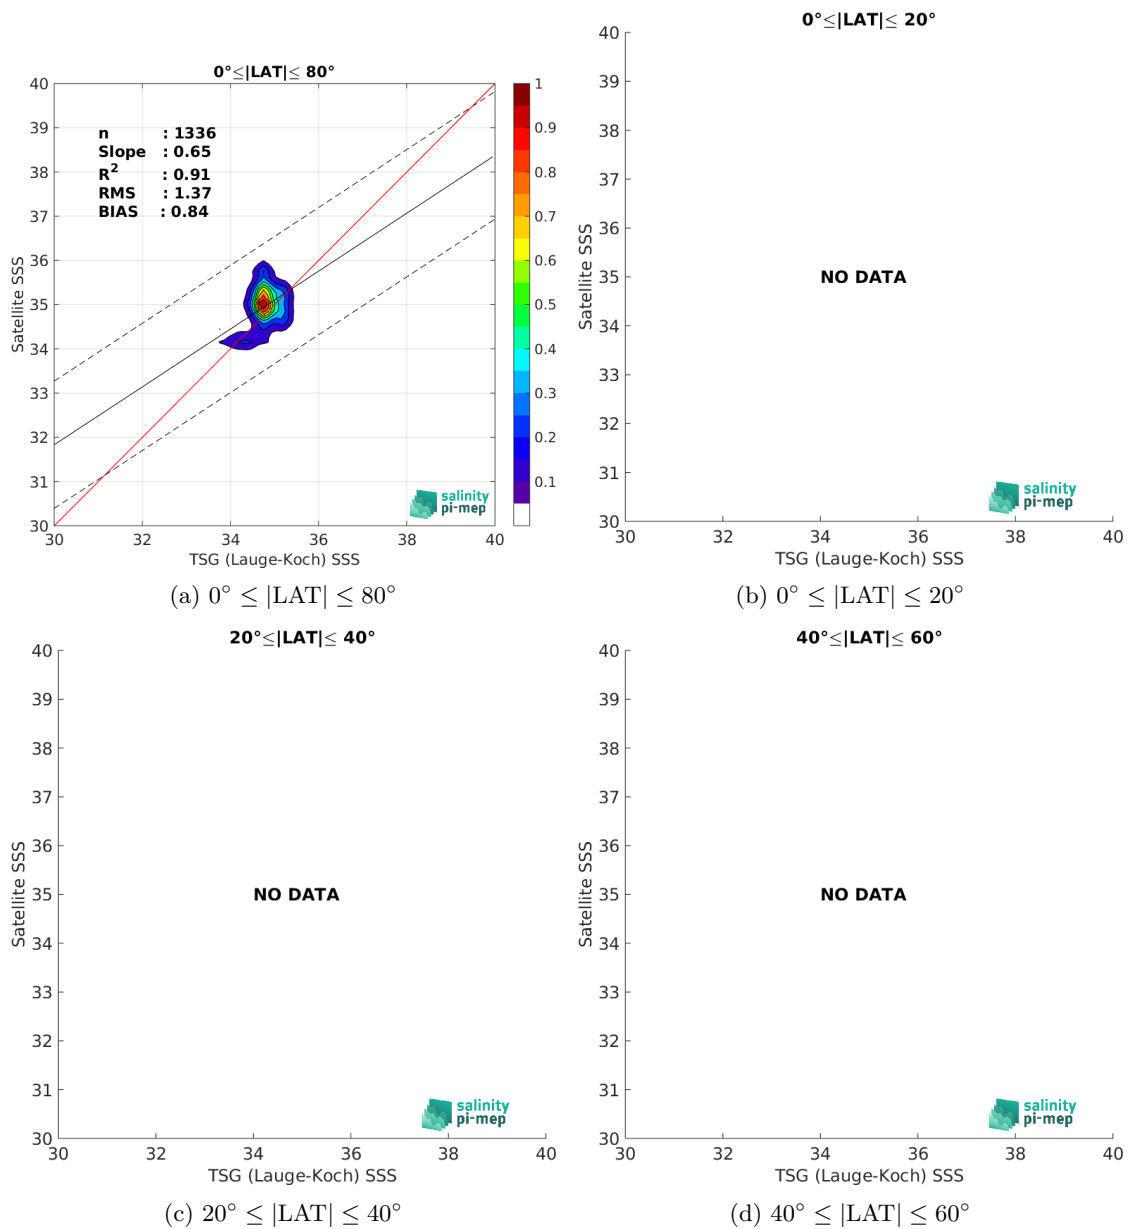 0°≤|LAT|≤ 80°
40
39
38
37
36
35
34
33
32
31
30
Satellite SSS
n : 1336
Slope : 0.65
R² : 0.91
RMS : 1.37
BIAS : 0.84
salinity
pi-mep
30 32 34 36 38 40
TSG (Lauge-Koch) SSS
1
0.9
0.8
0.7
0.6
0.5
0.4
0.3
0.2
0.1
(a) 0° ≤ |LAT| ≤ 80°
0°≤|LAT|≤ 20°
40
39
38
37
36
35
34
33
32
31
30
Satellite SSS
NO DATA
salinity
pi-mep
30 32 34 36 38 40
TSG (Lauge-Koch) SSS
(b) 0° ≤ |LAT| ≤ 20°
20°≤|LAT|≤ 40°
40
39
38
37
36
35
34
33
32
31
30
Satellite SSS
NO DATA
salinity
pi-mep
30 32 34 36 38 40
TSG (Lauge-Koch) SSS
(c) 20° ≤ |LAT| ≤ 40°
40°≤|LAT|≤ 60°
40
39
38
37
36
35
34
33
32
31
30
Satellite SSS
NO DATA
salinity
pi-mep
30 32 34 36 38 40
TSG (Lauge-Koch) SSS
(d) 40° ≤ |LAT| ≤ 60°